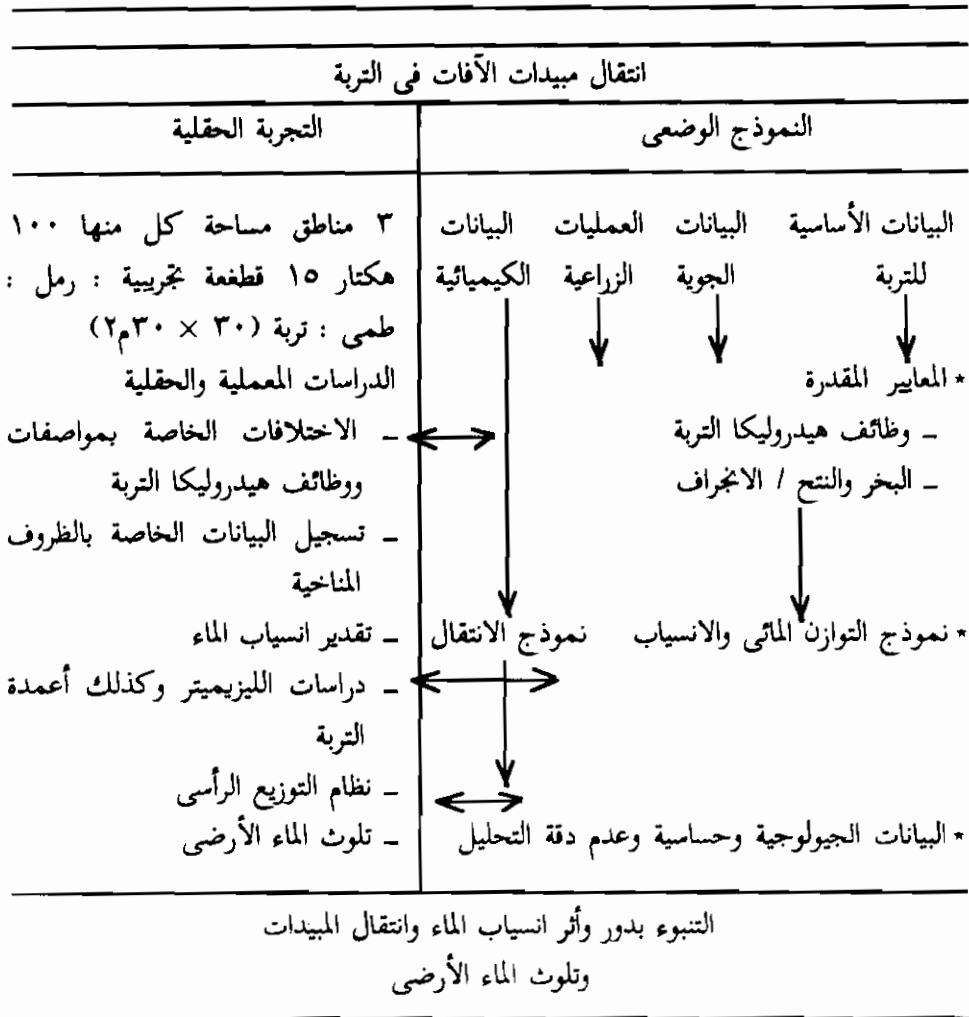 انتقال مبيدات الآفات فى التربة
النموذج الوضعى
البيانات الأساسية البيانات العمليات البيانات
للتربة الجوية الزراعية الكيميائية
* المعايير المقدرة
ـ وظائف هيدروليكا التربة
ـ البخر والنتح / الانجراف
* نموذج التوازن المائى والانسياب نموذج الانتقال
* البيانات الجيولوجية وحساسية وعدم دقة التحليل
التجربة الحقلية
٣ مناطق مساحة كل منها ١٠٠
هكتار ١٥ قطغعة تجريبية : رمل :
طمى : تربة (٣٠ × ٣٠م٢)
الدراسات المعملية والحقلية
ـ الاختلافات الخاصة بمواصفات
ووظائف هيدروليكا التربة
ـ تسجيل البيانات الخاصة بالظروف
المناخية
ـ تقدير انسياب الماء
ـ دراسات الليزيميتر وكذلك أعمدة
التربة
ـ نظام التوزيع الرأسى
ـ تلوث الماء الأرضى
التنبوء بدور وأثر انسياب الماء وانتقال المبيدات
وتلوث الماء الأرضى